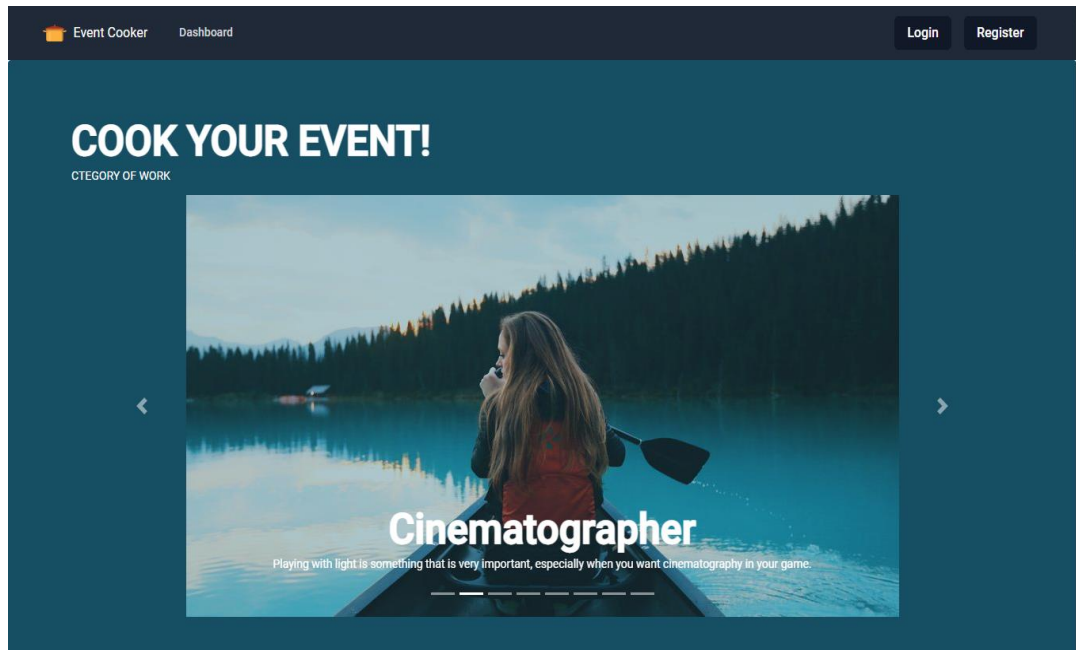 Event Cooker Dashboard Login Register
COOK YOUR EVENT!
CTEGORY OF WORK
Cinematographer
Playing with light is something that is very important, especially when you want cinematography in your game.